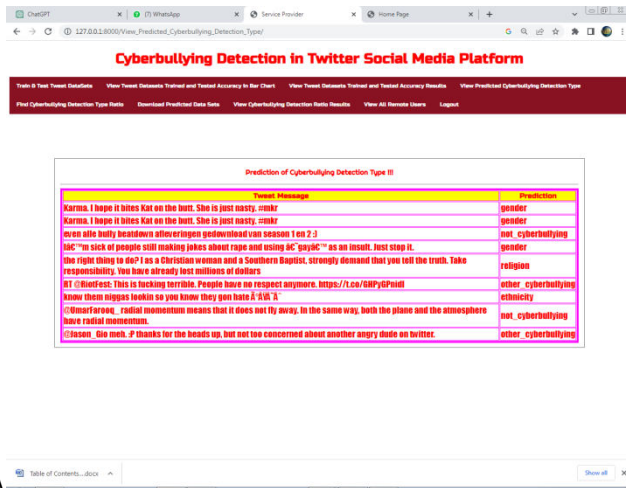 ChatGPT
(7) WhatsApp
Service Provider
Home Page
127.0.0.1:8000/View_Predicted_Cyberbullying_Detection_Type/
Cyberbullying Detection in Twitter Social Media Platform
Train & Test Tweet DataSets View Tweet Datasets Trained and Tested Accuracy in Bar Chart View Tweet Datasets Trained and Tested Accuracy Results View Predicted Cyberbullying Detection Type
Find Cyberbullying Detection Type Ratio Download Predicted Data Sets View Cyberbullying Detection Ratio Results View All Remote Users Logout
Prediction of Cyberbullying Detection Type !!!
Tweet Message Prediction
Karma. I hope it bites Kat on the butt. She is just nasty. #mkr gender
Karma. I hope it bites Kat on the butt. She is just nasty. #mkr gender
even alle bully beatdown afleveringen gedownload van season 1 en 2 :) not_cyberbullying
Iâ€™m sick of people still making jokes about rape and using â€˜gayâ€™ as an insult. Just stop it. gender
the right thing to do? I as a Christian woman and a Southern Baptist, strongly demand that you tell the truth. Take
responsibility. You have already lost millions of dollars religion
RT @RiotFest: This is fucking terrible. People have no respect anymore. https://t.co/GHPyGPnidl other_cyberbullying
know them niggas lookin so you know they gon hate ethnicity
@UmarFarooq_ radial momentum means that it does not fly away. In the same way, both the plane and the atmosphere
have radial momentum. not_cyberbullying
@Jason_Gio meh. :P thanks for the heads up, but not too concerned about another angry dude on twitter. other_cyberbullying
Table of Contents....docx
Show all